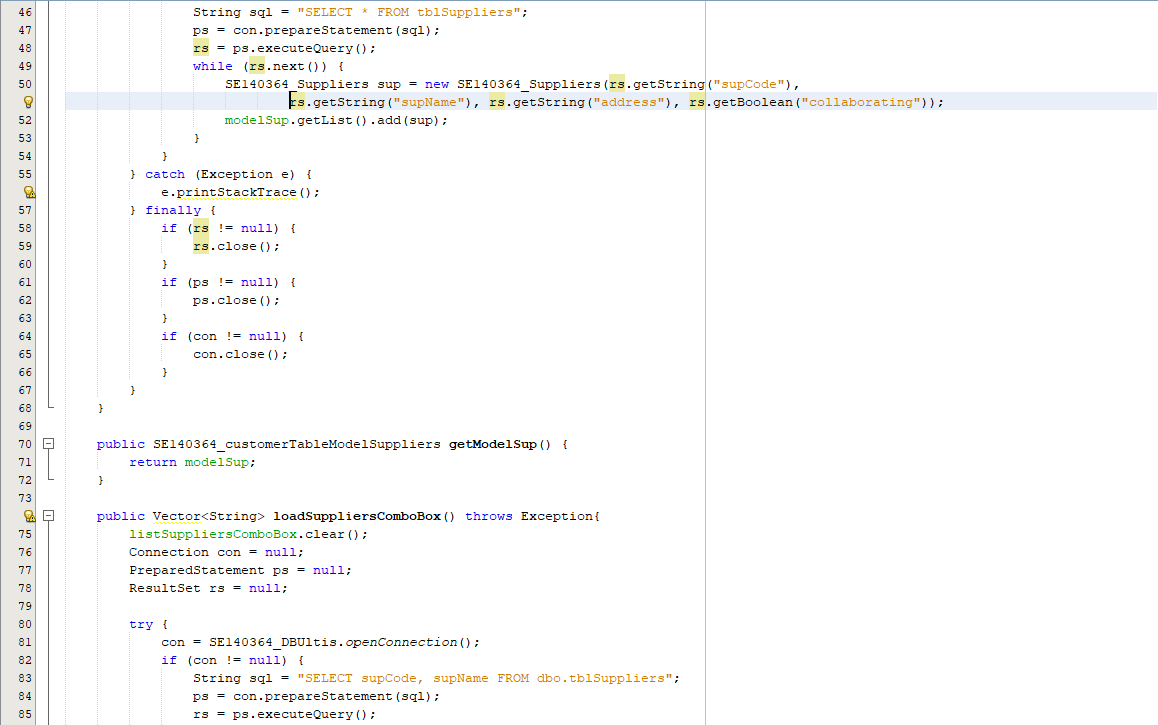 46 String sql = "SELECT * FROM tblSuppliers";
47 ps = con.prepareStatement(sql);
48 rs = ps.executeQuery();
49 while (rs.next()) {
50 SE140364_Suppliers sup = new SE140364_Suppliers(rs.getString("supCode"),
rs.getString("supName"), rs.getString("address"), rs.getBoolean("collaborating"));
52 modelSup.getList().add(sup);
53 }
54 }
55 } catch (Exception e) {
e.printStackTrace();
57 } finally {
58 if (rs != null) {
59 rs.close();
60 }
61 if (ps != null) {
62 ps.close();
63 }
64 if (con != null) {
65 con.close();
66 }
67 }
68 }
69
70 public SE140364_customerTableModelSuppliers getModelSup() {
71 return modelSup;
72 }
73
public Vector<String> loadSuppliersComboBox() throws Exception{
75 listSuppliersComboBox.clear();
76 Connection con = null;
77 PreparedStatement ps = null;
78 ResultSet rs = null;
79
80 try {
81 con = SE140364_DBUltis.openConnection();
82 if (con != null) {
83 String sql = "SELECT supCode, supName FROM dbo.tblSuppliers";
84 ps = con.prepareStatement(sql);
85 rs = ps.executeQuery();